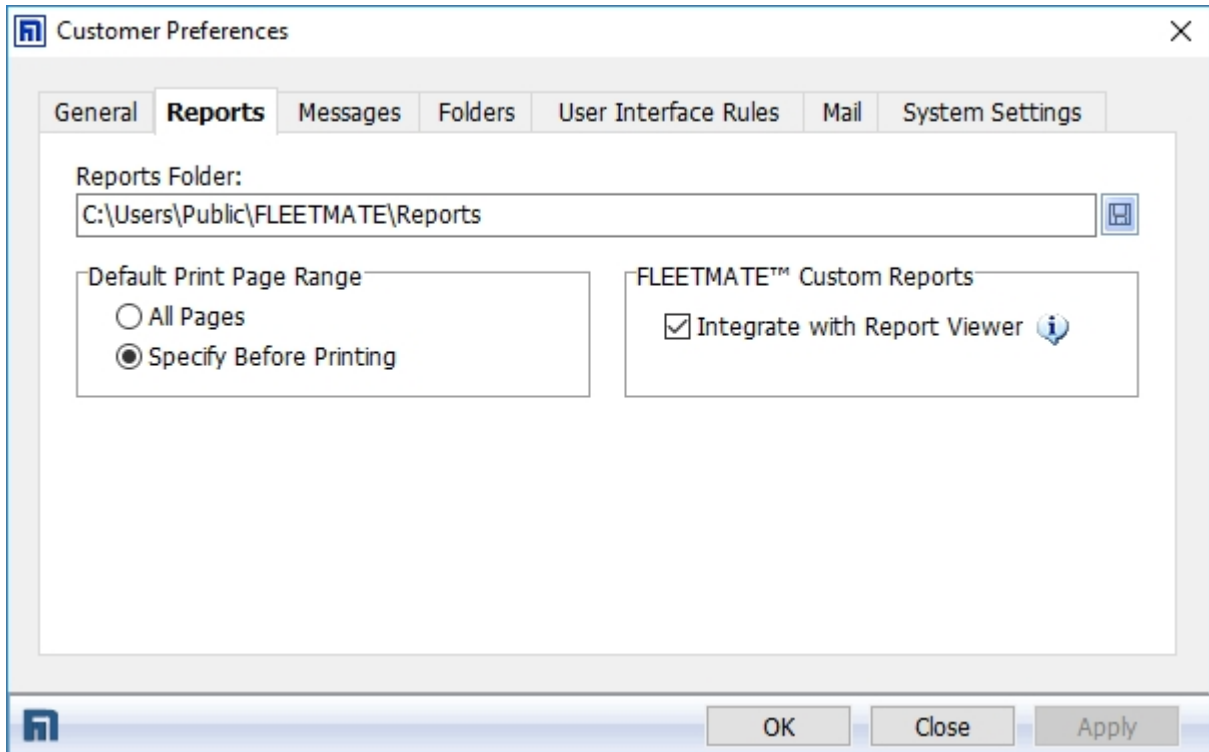 Customer Preferences
General Reports Messages Folders User Interface Rules Mail System Settings
Reports Folder:
C:\Users\Public\FLEETMATE\Reports
Default Print Page Range
All Pages
Specify Before Printing
FLEETMATE™ Custom Reports
Integrate with Report Viewer
OK Close Apply